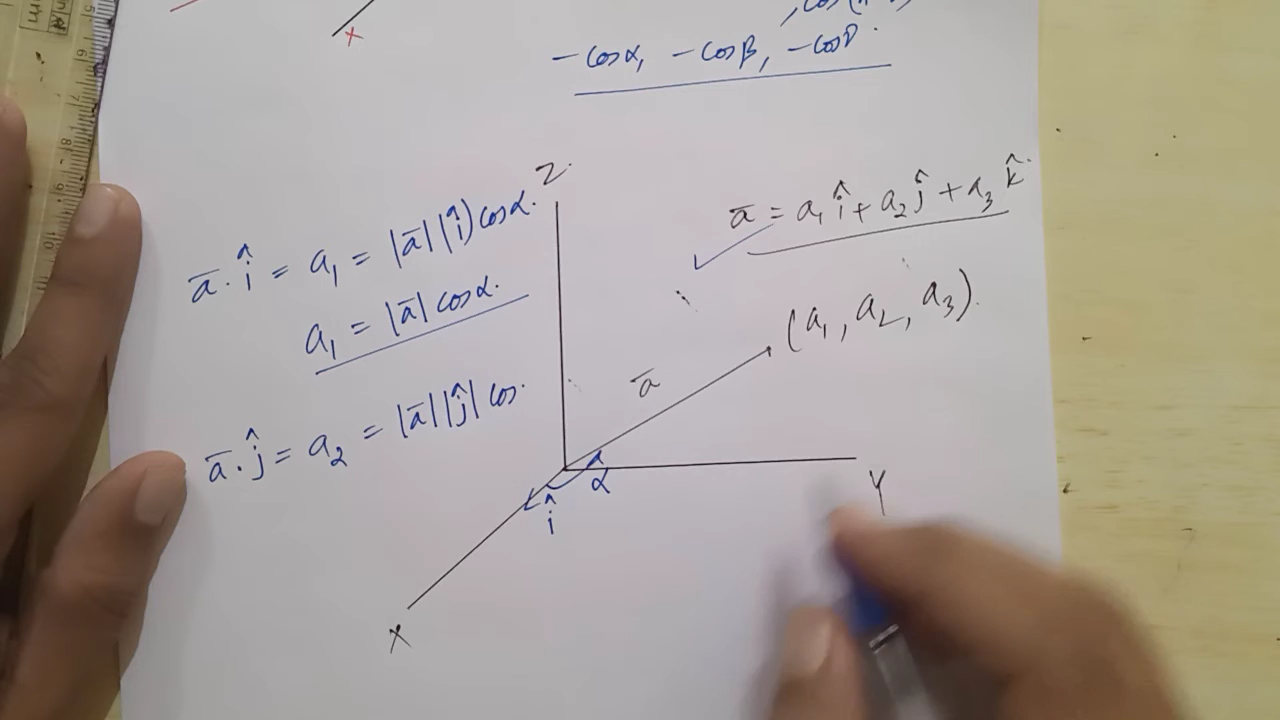 -cosα, -cosβ, -cosγ.
Z
a̅ = a₁î + a₂ĵ + a₃k̂
a̅ . î = a₁ = |a̅| |î| cosα.
a₁ = |a̅| cosα.
(a₁, a₂, a₃).
a̅
a̅ . ĵ = a₂ = |a̅| |ĵ| cos
α
Y
î
X
X